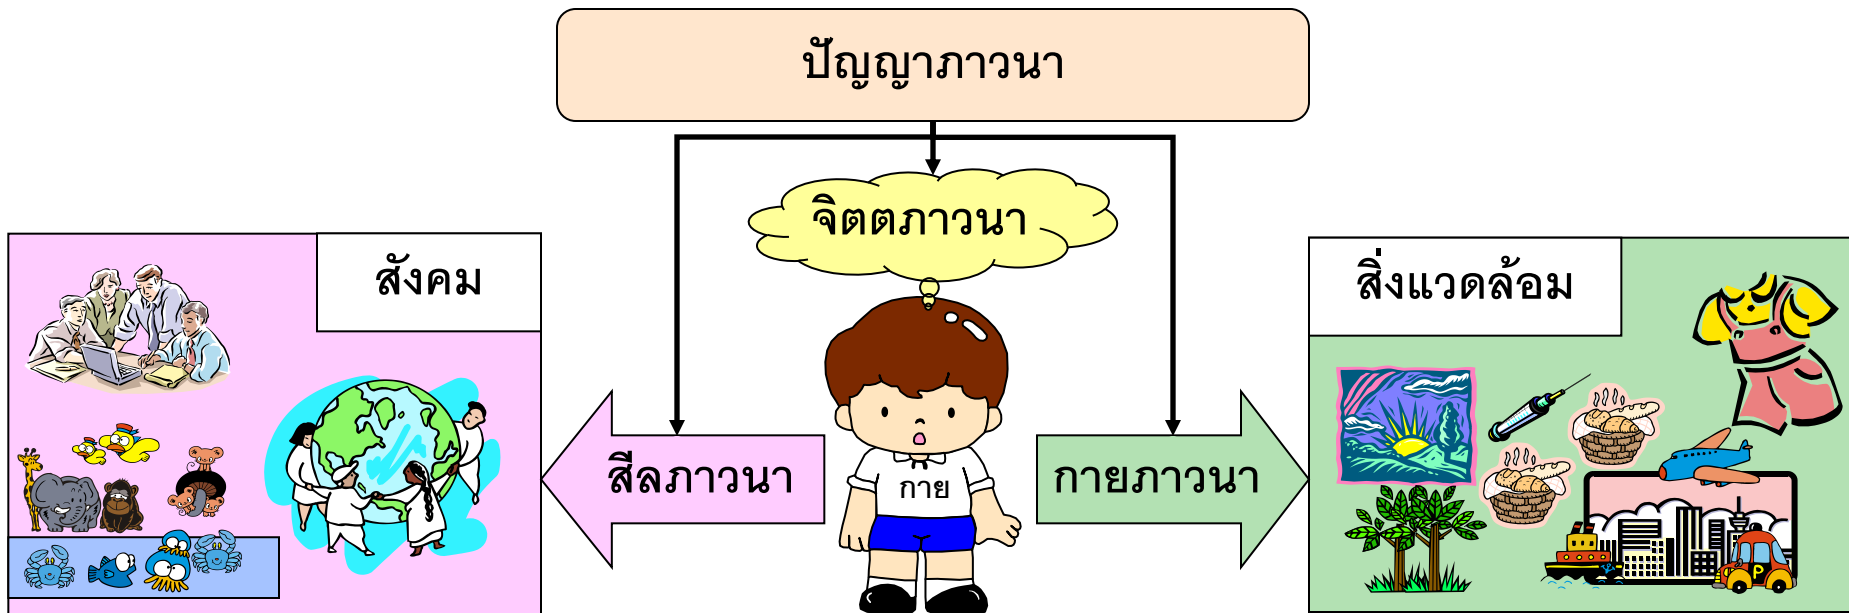 ปัญญาภาวนา
จิตตภาวนา
สังคม
สิ่งแวดล้อม
สีลภาวนา
กาย
กายภาวนา
P